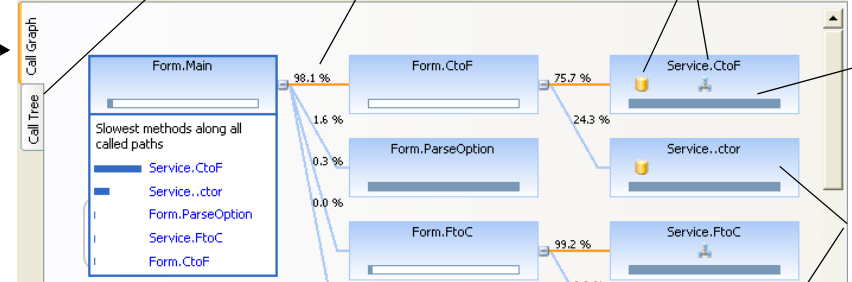 Call Graph
Call Tree
Form.Main
Slowest methods along all
called paths
Service.CtoF
Service..ctor
Form.ParseOption
Service.FtoC
Form.CtoF
98.1 %
1.6 %
0.3 %
0.0 %
Form.CtoF
Form.ParseOption
Form.FtoC
75.7 %
24.3 %
99.2 %
Service.CtoF
Service..ctor
Service.FtoC